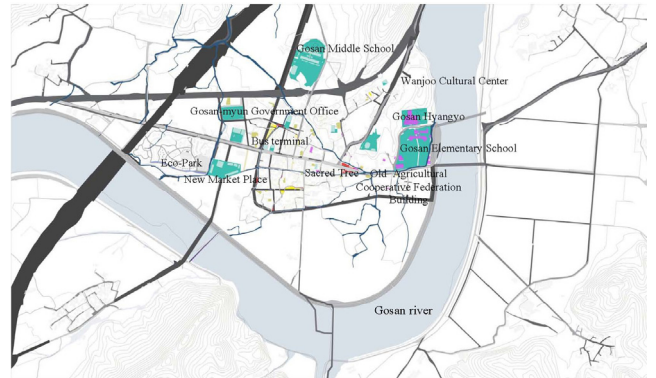 Gosan Middle School
Wanjoo Cultural Center
Gosan-myun Government Office
Gosan Hyangyo
Bus terminal
Gosan Elementary School
Eco-Park
New Market Place
Sacred Tree
Old Agricultural
Cooperative Federation
Building
Gosan river